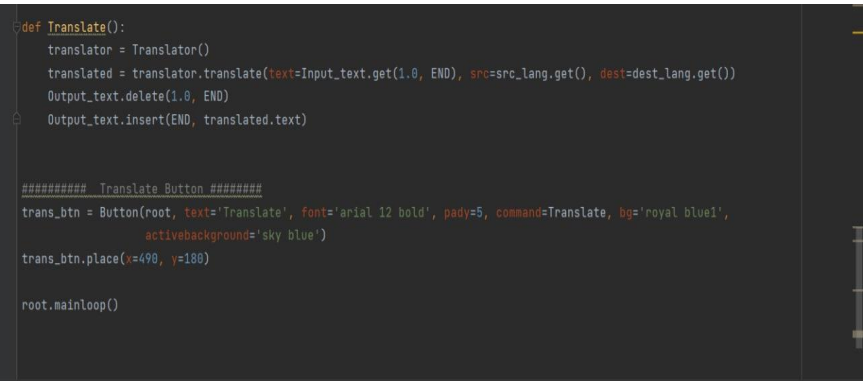 def Translate():
    translator = Translator()
    translated = translator.translate(text=Input_text.get(1.0, END), src=src_lang.get(), dest=dest_lang.get())
    Output_text.delete(1.0, END)
    Output_text.insert(END, translated.text)
########## Translate Button ########
trans_btn = Button(root, text='Translate', font='arial 12 bold', pady=5, command=Translate, bg='royal blue1',
                   activebackground='sky blue')
trans_btn.place(x=490, y=180)
root.mainloop()